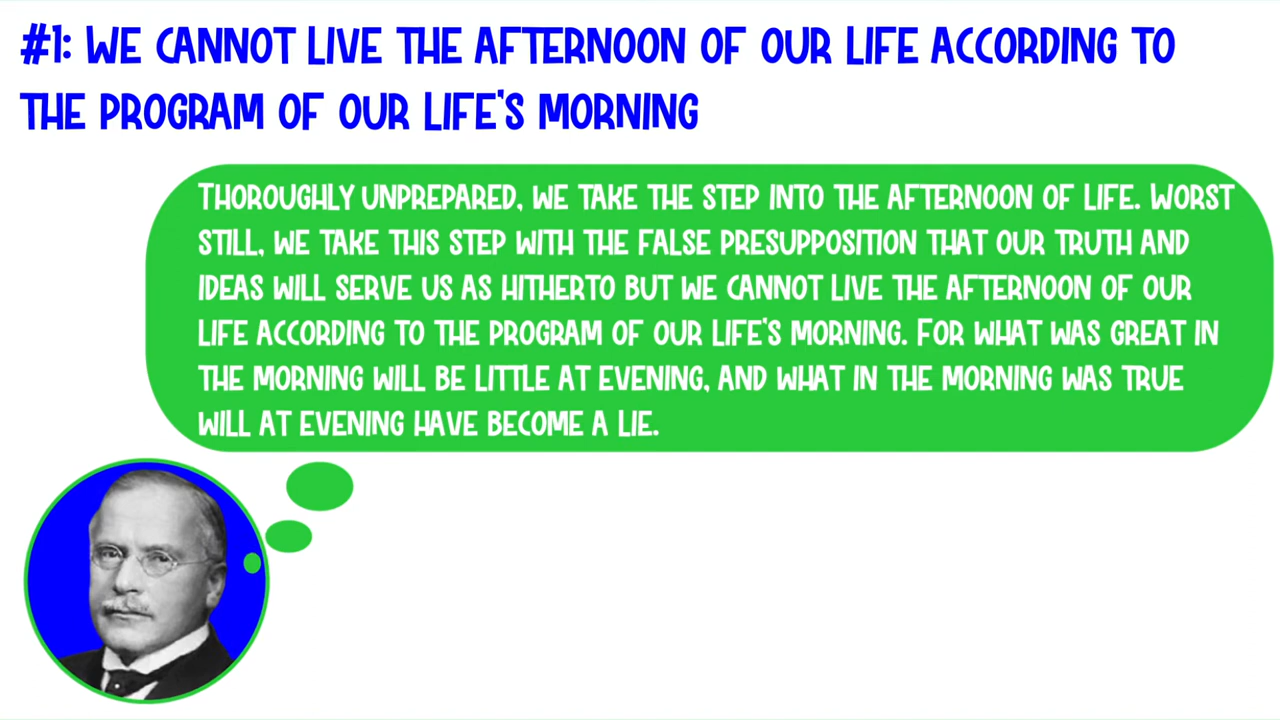 #1: WE CANNOT LIVE THE AFTERNOON OF OUR LIFE ACCORDING TO
THE PROGRAM OF OUR LIFE'S MORNING
THOROUGHLY UNPREPARED, WE TAKE THE STEP INTO THE AFTERNOON OF LIFE. WORST
STILL, WE TAKE THIS STEP WITH THE FALSE PRESUPPOSITION THAT OUR TRUTH AND
IDEAS WILL SERVE US AS HITHERTO BUT WE CANNOT LIVE THE AFTERNOON OF OUR
LIFE ACCORDING TO THE PROGRAM OF OUR LIFE'S MORNING. FOR WHAT WAS GREAT IN
THE MORNING WILL BE LITTLE AT EVENING, AND WHAT IN THE MORNING WAS TRUE
WILL AT EVENING HAVE BECOME A LIE.